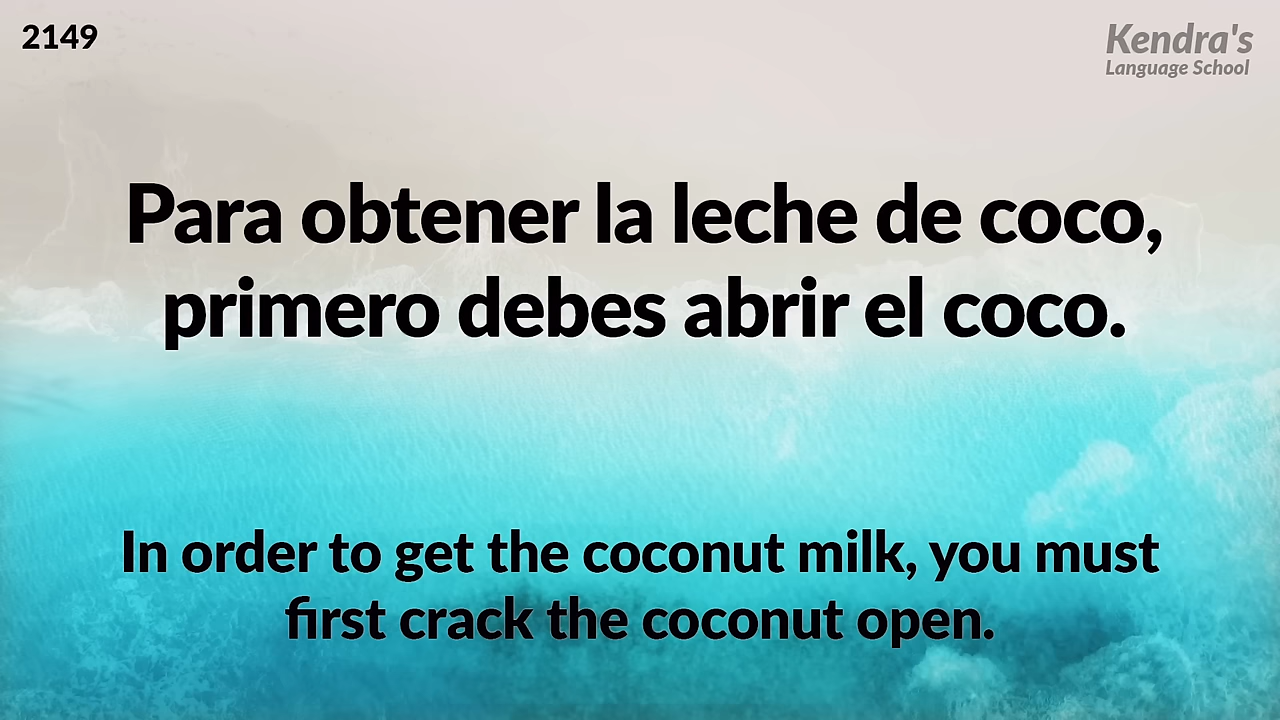 2149
Kendra's
Language School
Para obtener la leche de coco,
primero debes abrir el coco.
In order to get the coconut milk, you must
first crack the coconut open.